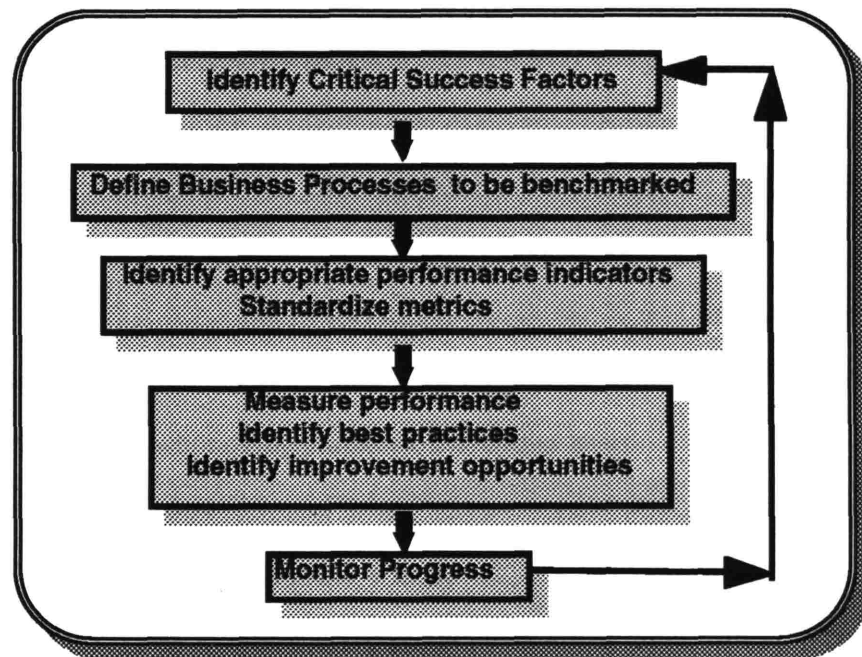 Identify Critical Success Factors
Define Business Processes to be benchmarked
Identify appropriate performance indicators
Standardize metrics
Measure performance
Identify best practices
Identify improvement opportunities
Monitor Progress